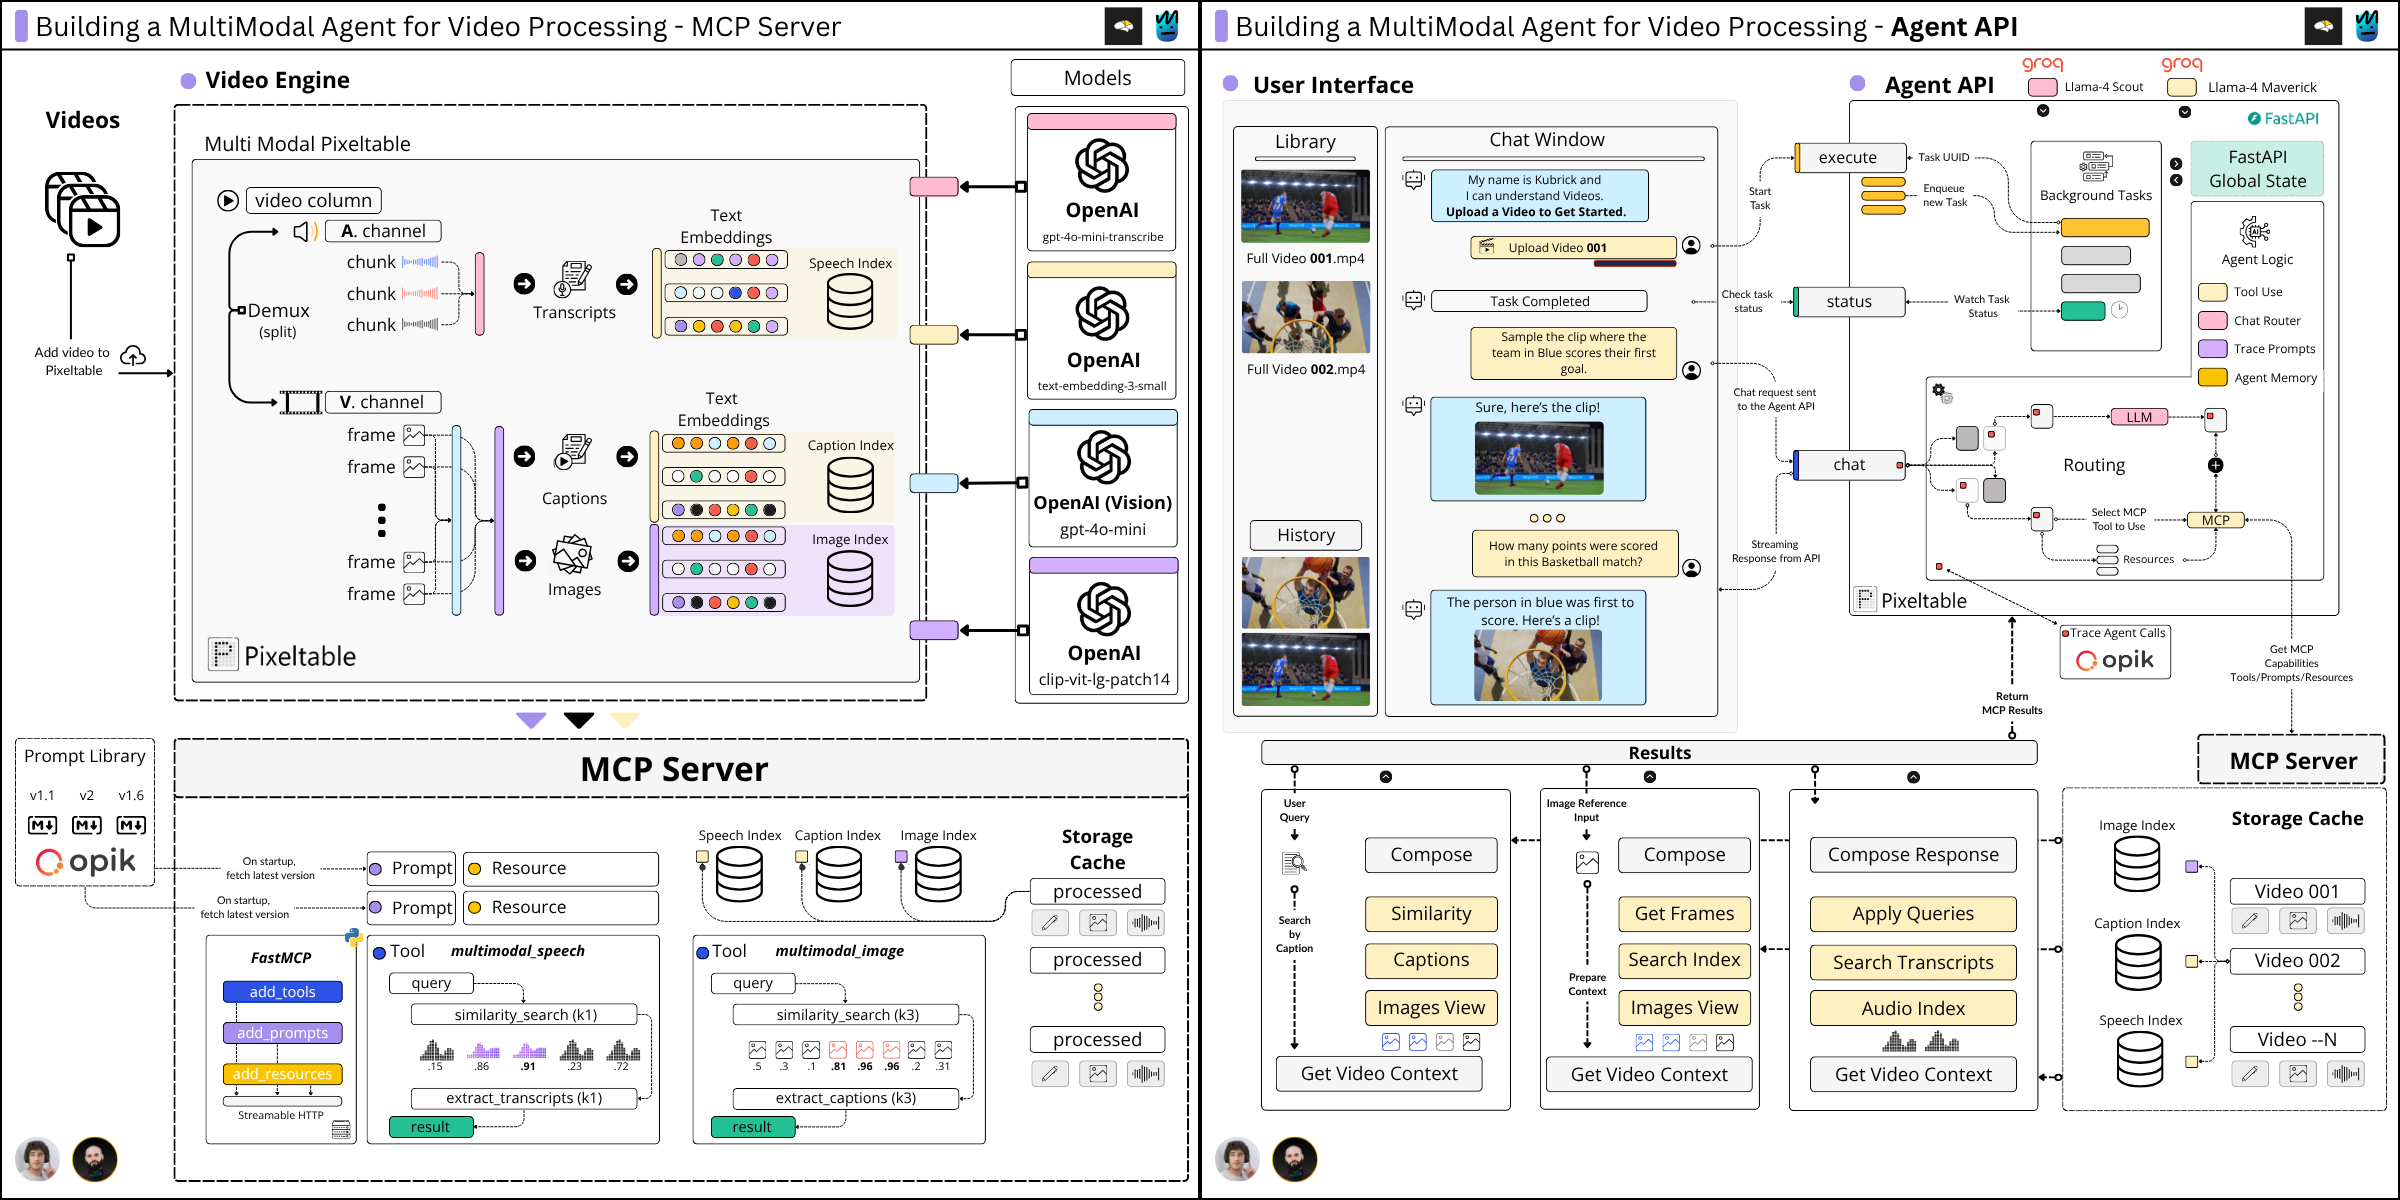 Building a MultiModal Agent for Video Processing - MCP Server
Video Engine
Models
Videos
Add video to
Pixeltable
Multi Modal Pixeltable
video column
A. channel
chunk
chunk
chunk
Demux
(split)
V. channel
frame
frame
frame
frame
Transcripts
Captions
Images
Text
Embeddings
Speech Index
Text
Embeddings
Caption Index
Image Index
Pixeltable
OpenAI
gpt-4o-mini-transcribe
OpenAI
text-embedding-3-small
OpenAI (Vision)
gpt-4o-mini
OpenAI
clip-vit-lg-patch14
Prompt Library
v1.1 v2 v1.6
M M M
opik
On startup,
fetch latest version
On startup,
fetch latest version
MCP Server
Prompt
Resource
Prompt
Resource
Speech Index
Caption Index
Image Index
Storage
Cache
processed
processed
processed
FastMCP
add_tools
add_prompts
add_resources
Streamable HTTP
Tool multimodal_speech
query
similarity_search (k1)
.15 .86 .91 .23 .72
extract_transcripts (k1)
result
Tool multimodal_image
query
similarity_search (k3)
.5 .3 .1 .81 .96 .96 .2 .31
extract_captions (k3)
result
Building a MultiModal Agent for Video Processing - Agent API
User Interface
Library
Full Video 001.mp4
Full Video 002.mp4
History
Chat Window
My name is Kubrick and
I can understand Videos.
Upload a Video to Get Started.
Upload Video 001
Task Completed
Sample the clip where the
team in Blue scores their first
goal.
Sure, here's the clip!
How many points were scored
in this Basketball match?
The person in blue was first to
score. Here's a clip!
Start
Task
Check task
status
Chat request sent
to the Agent API
Streaming
Response from API
Agent API
groq
Llama-4 Scout
groq
Llama-4 Maverick
FastAPI
execute
Task UUID
Enqueue
new Task
status
Watch Task
Status
chat
Background Tasks
FastAPI
Global State
Agent Logic
Tool Use
Chat Router
Trace Prompts
Agent Memory
LLM
Routing
Select MCP
Tool to Use
MCP
Resources
Pixeltable
Trace Agent Calls
opik
Get MCP
Capabilities
Tools/Prompts/Resources
Return
MCP Results
Results
MCP Server
User
Query
Search
by
Caption
Compose
Similarity
Captions
Images View
Get Video Context
Image Reference
Input
Prepare
Context
Compose
Get Frames
Search Index
Images View
Get Video Context
Compose Response
Apply Queries
Search Transcripts
Audio Index
Get Video Context
Storage Cache
Image Index
Caption Index
Speech Index
Video 001
Video 002
Video --N